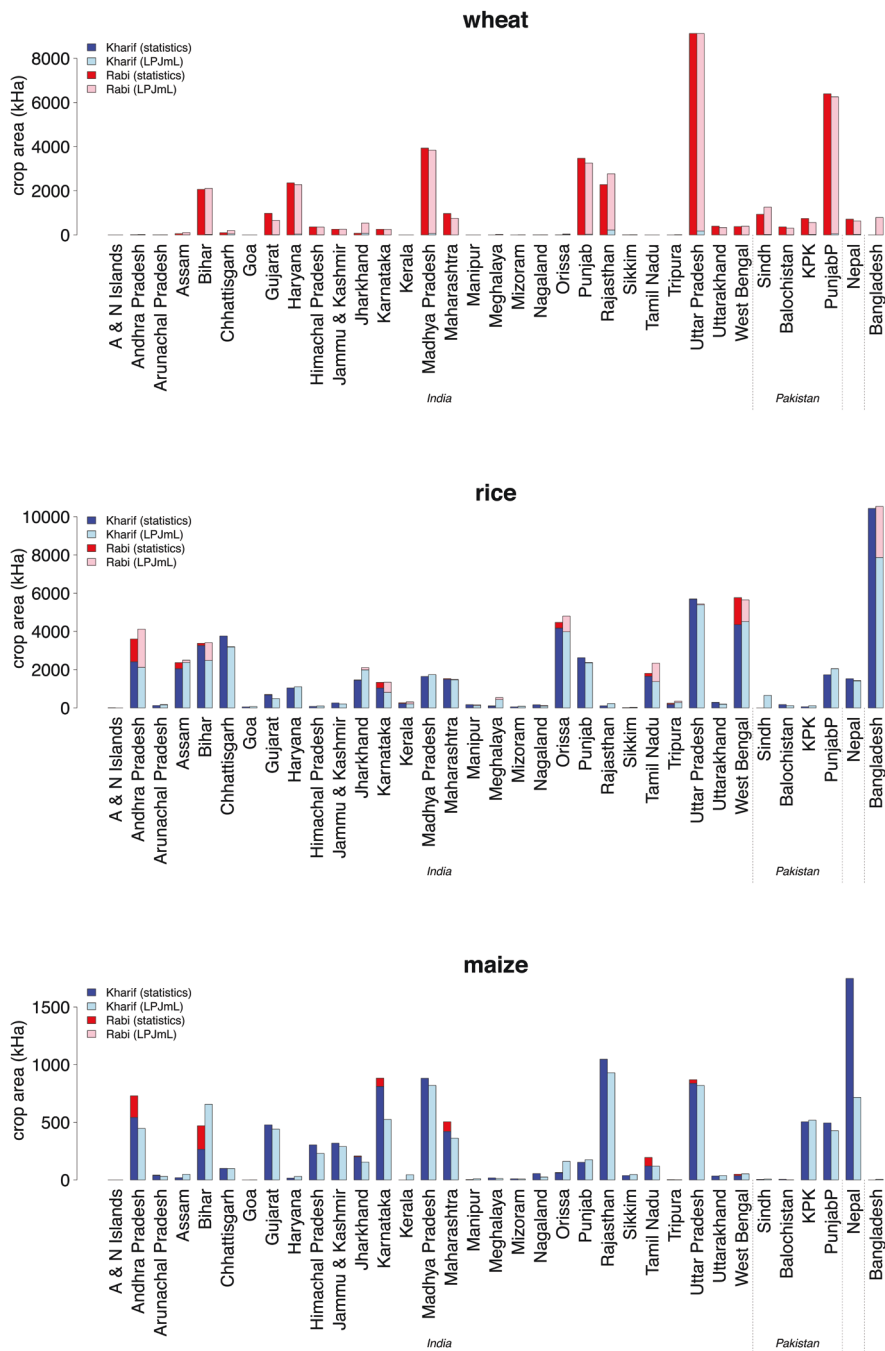 wheat
Kharif (statistics)
Kharif (LPJmL)
Rabi (statistics)
Rabi (LPJmL)
crop area (kHa)
8000
6000
4000
2000
0
A & N Islands
Andhra Pradesh
Arunachal Pradesh
Assam
Bihar
Chhattisgarh
Goa
Gujarat
Haryana
Himachal Pradesh
Jammu & Kashmir
Jharkhand
Karnataka
Kerala
Madhya Pradesh
Maharashtra
Manipur
Meghalaya
Mizoram
Nagaland
Orissa
Punjab
Rajasthan
Sikkim
Tamil Nadu
Tripura
Uttar Pradesh
Uttarakhand
West Bengal
Sindh
Balochistan
KPK
PunjabP
Nepal
Bangladesh
India
Pakistan
rice
Kharif (statistics)
Kharif (LPJmL)
Rabi (statistics)
Rabi (LPJmL)
crop area (kHa)
10000
8000
6000
4000
2000
0
A & N Islands
Andhra Pradesh
Arunachal Pradesh
Assam
Bihar
Chhattisgarh
Goa
Gujarat
Haryana
Himachal Pradesh
Jammu & Kashmir
Jharkhand
Karnataka
Kerala
Madhya Pradesh
Maharashtra
Manipur
Meghalaya
Mizoram
Nagaland
Orissa
Punjab
Rajasthan
Sikkim
Tamil Nadu
Tripura
Uttar Pradesh
Uttarakhand
West Bengal
Sindh
Balochistan
KPK
PunjabP
Nepal
Bangladesh
India
Pakistan
maize
Kharif (statistics)
Kharif (LPJmL)
Rabi (statistics)
Rabi (LPJmL)
crop area (kHa)
1500
1000
500
0
A & N Islands
Andhra Pradesh
Arunachal Pradesh
Assam
Bihar
Chhattisgarh
Goa
Gujarat
Haryana
Himachal Pradesh
Jammu & Kashmir
Jharkhand
Karnataka
Kerala
Madhya Pradesh
Maharashtra
Manipur
Meghalaya
Mizoram
Nagaland
Orissa
Punjab
Rajasthan
Sikkim
Tamil Nadu
Tripura
Uttar Pradesh
Uttarakhand
West Bengal
Sindh
Balochistan
KPK
PunjabP
Nepal
Bangladesh
India
Pakistan